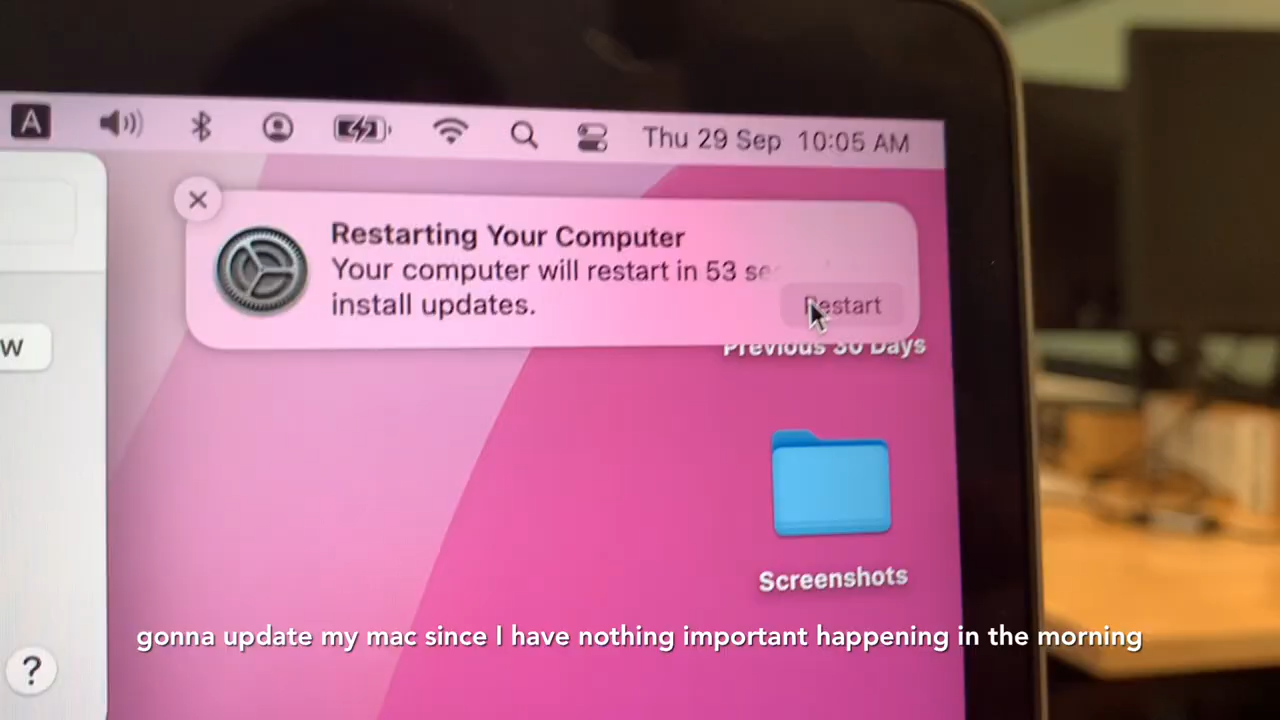 A
Thu 29 Sep 10:05 AM
Restarting Your Computer
Your computer will restart in 53
install updates.
Restart
w
Previous 30 Days
Screenshots
?
gonna update my mac since I have nothing important happening in the morning